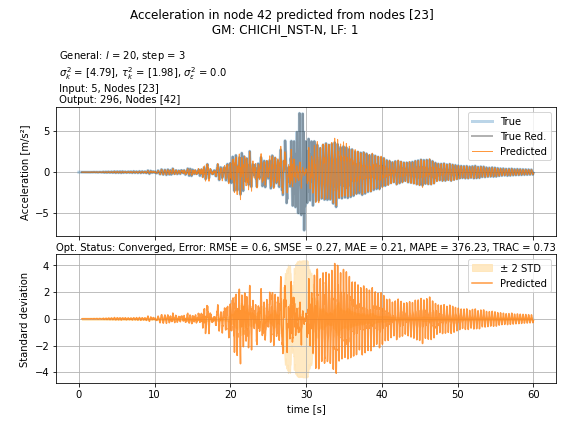 Acceleration in node 42 predicted from nodes [23]
GM: CHICHI_NST-N, LF: 1
General: l = 20, step = 3
σ²ₖ = [4.79], τ²ₖ = [1.98], σ²ε = 0.0
Input: 5, Nodes [23]
Output: 296, Nodes [42]
Acceleration [m/s²]
5
0
−5
True
True Red.
Predicted
Opt. Status: Converged, Error: RMSE = 0.6, SMSE = 0.27, MAE = 0.21, MAPE = 376.23, TRAC = 0.73
Standard deviation
4
2
0
−2
−4
± 2 STD
Predicted
0 10 20 30 40 50 60
time [s]